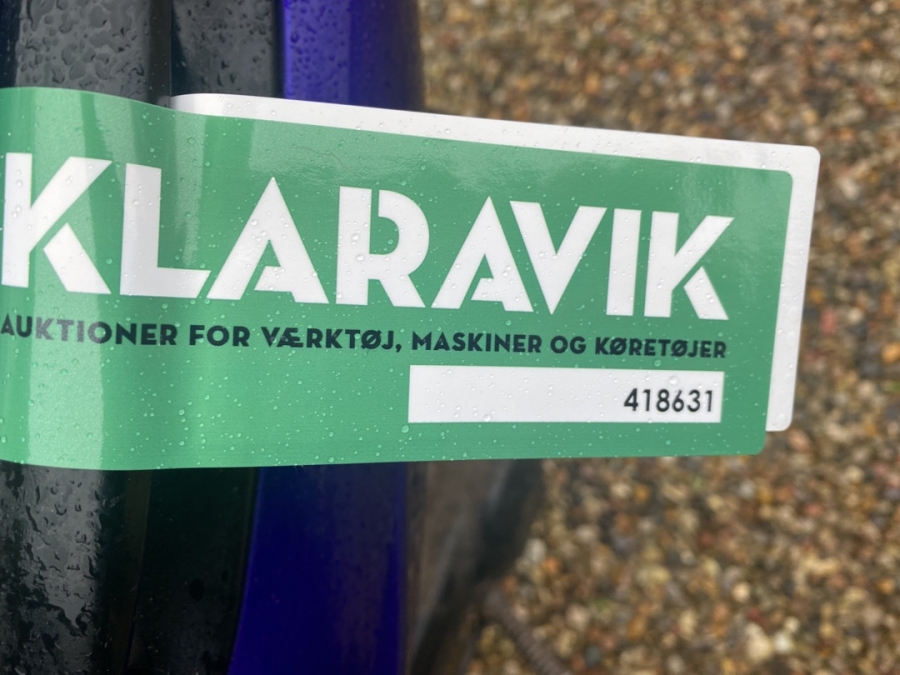 KLARAVIK
AUKTIONER FOR VÆRKTØJ, MASKINER OG KØRETØJER
418631